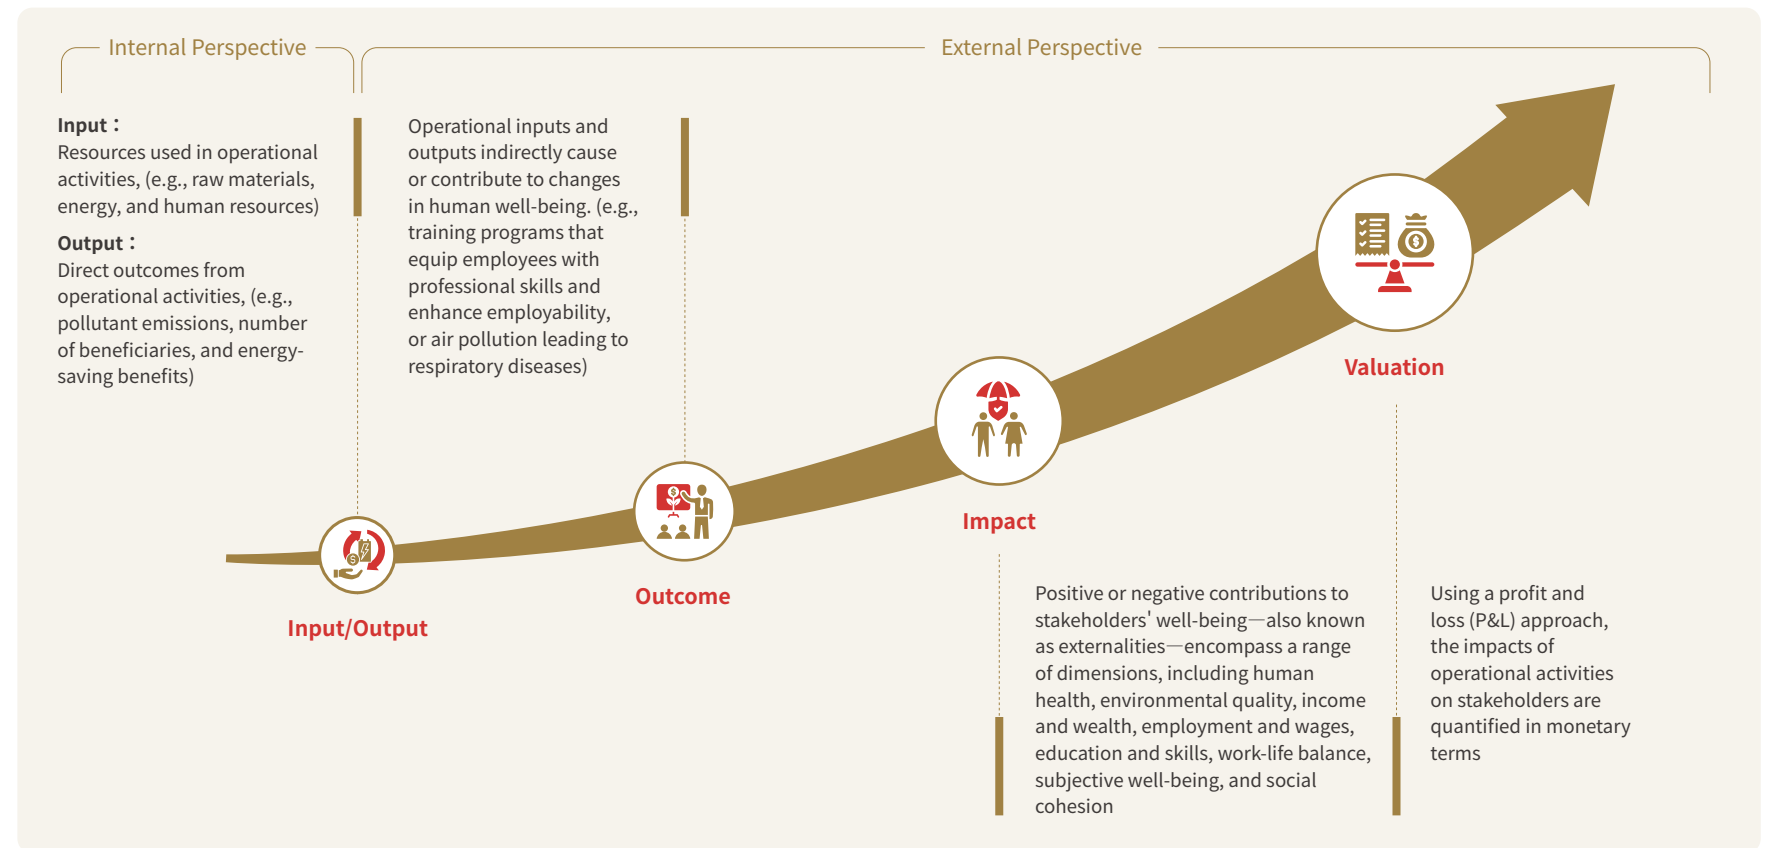 Internal Perspective
External Perspective
Input：
Resources used in operational
activities, (e.g., raw materials,
energy, and human resources)
Output：
Direct outcomes from
operational activities, (e.g.,
pollutant emissions, number
of beneficiaries, and energy-
saving benefits)
Operational inputs and
outputs indirectly cause
or contribute to changes
in human well-being. (e.g.,
training programs that
equip employees with
professional skills and
enhance employability,
or air pollution leading to
respiratory diseases)
Input/Output
Outcome
Impact
Valuation
Positive or negative contributions to
stakeholders' well-being—also known
as externalities—encompass a range
of dimensions, including human
health, environmental quality, income
and wealth, employment and wages,
education and skills, work-life balance,
subjective well-being, and social
cohesion
Using a profit and
loss (P&L) approach,
the impacts of
operational activities
on stakeholders are
quantified in monetary
terms